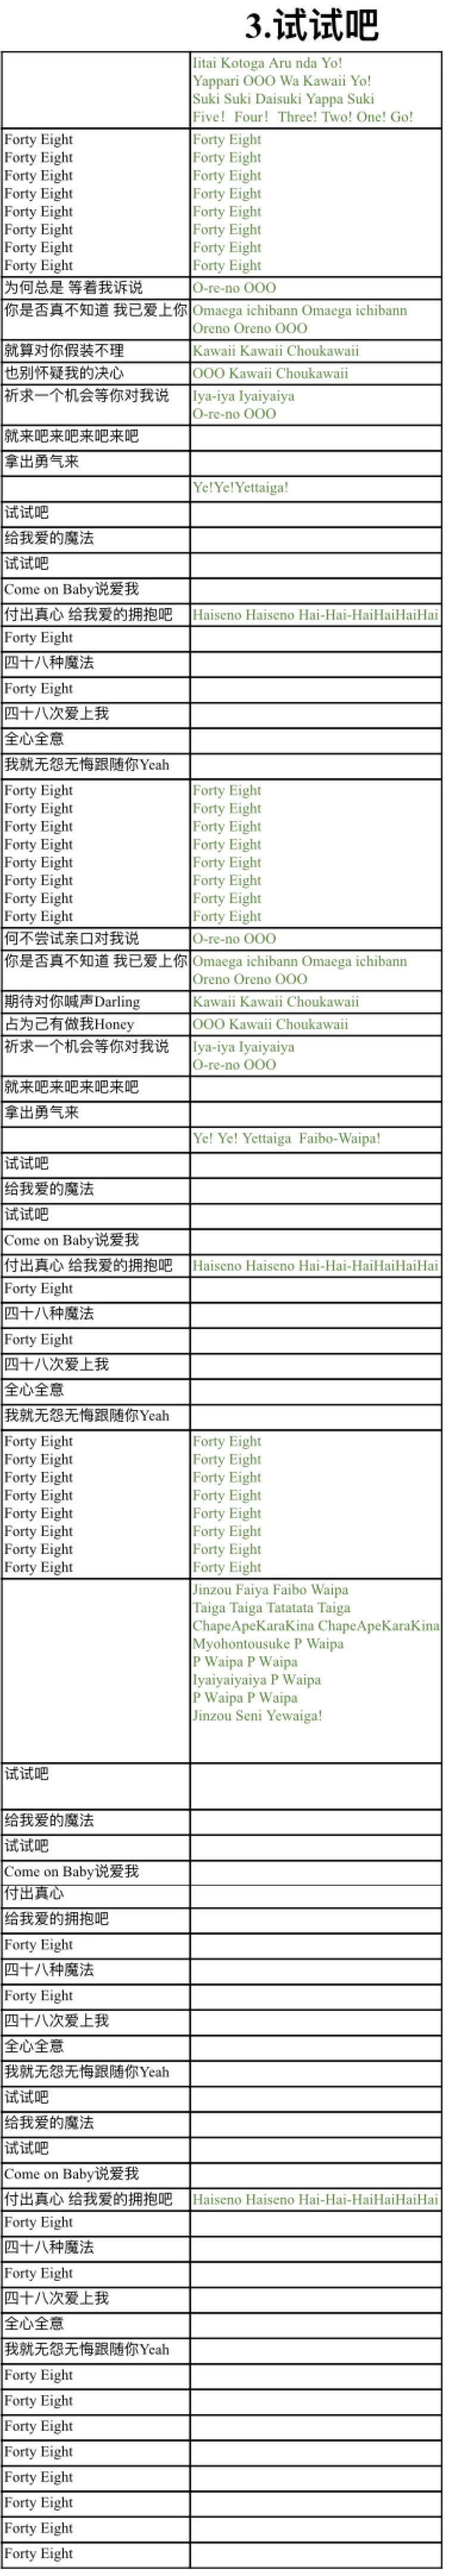 3.试试吧
Iitai Kotoga Aru nda Yo!
Yappari OOO Wa Kawaii Yo!
Suki Suki Daisuki Yappa Suki
Five！ Four！ Three! Two! One! Go!
Forty Eight Forty Eight
Forty Eight Forty Eight
Forty Eight Forty Eight
Forty Eight Forty Eight
Forty Eight Forty Eight
Forty Eight Forty Eight
Forty Eight Forty Eight
Forty Eight Forty Eight
为何总是 等着我诉说 O-re-no OOO
你是否真不知道 我已爱上你 Omaega ichibann Omaega ichibann
Oreno Oreno OOO
就算对你假装不理 Kawaii Kawaii Choukawaii
也别怀疑我的决心 OOO Kawaii Choukawaii
祈求一个机会等你对我说 Iya-iya Iyaiyaiya
O-re-no OOO
就来吧来吧来吧来吧
拿出勇气来
Ye!Ye!Yettaiga!
试试吧
给我爱的魔法
试试吧
Come on Baby说爱我
付出真心 给我爱的拥抱吧 Haiseno Haiseno Hai-Hai-HaiHaiHaiHai
Forty Eight
四十八种魔法
Forty Eight
四十八次爱上我
全心全意
我就无怨无悔跟随你Yeah
Forty Eight Forty Eight
Forty Eight Forty Eight
Forty Eight Forty Eight
Forty Eight Forty Eight
Forty Eight Forty Eight
Forty Eight Forty Eight
Forty Eight Forty Eight
Forty Eight Forty Eight
何不尝试亲口对我说 O-re-no OOO
你是否真不知道 我已爱上你 Omaega ichibann Omaega ichibann
Oreno Oreno OOO
期待对你喊声Darling Kawaii Kawaii Choukawaii
占为己有做我Honey OOO Kawaii Choukawaii
祈求一个机会等你对我说 Iya-iya Iyaiyaiya
O-re-no OOO
就来吧来吧来吧来吧
拿出勇气来
Ye! Ye! Yettaiga Faibo-Waipa!
试试吧
给我爱的魔法
试试吧
Come on Baby说爱我
付出真心 给我爱的拥抱吧 Haiseno Haiseno Hai-Hai-HaiHaiHaiHai
Forty Eight
四十八种魔法
Forty Eight
四十八次爱上我
全心全意
我就无怨无悔跟随你Yeah
Forty Eight Forty Eight
Forty Eight Forty Eight
Forty Eight Forty Eight
Forty Eight Forty Eight
Forty Eight Forty Eight
Forty Eight Forty Eight
Forty Eight Forty Eight
Forty Eight Forty Eight
Jinzou Faiya Faibo Waipa
Taiga Taiga Tatatata Taiga
ChapeApeKaraKina ChapeApeKaraKina
Myohontousuke P Waipa
P Waipa P Waipa
Iyaiyaiyaiya P Waipa
P Waipa P Waipa
Jinzou Seni Yewaiga!
试试吧
给我爱的魔法
试试吧
Come on Baby说爱我
付出真心
给我爱的拥抱吧
Forty Eight
四十八种魔法
Forty Eight
四十八次爱上我
全心全意
我就无怨无悔跟随你Yeah
试试吧
给我爱的魔法
试试吧
Come on Baby说爱我
付出真心 给我爱的拥抱吧 Haiseno Haiseno Hai-Hai-HaiHaiHaiHai
Forty Eight
四十八种魔法
Forty Eight
四十八次爱上我
全心全意
我就无怨无悔跟随你Yeah
Forty Eight
Forty Eight
Forty Eight
Forty Eight
Forty Eight
Forty Eight
Forty Eight
Forty Eight